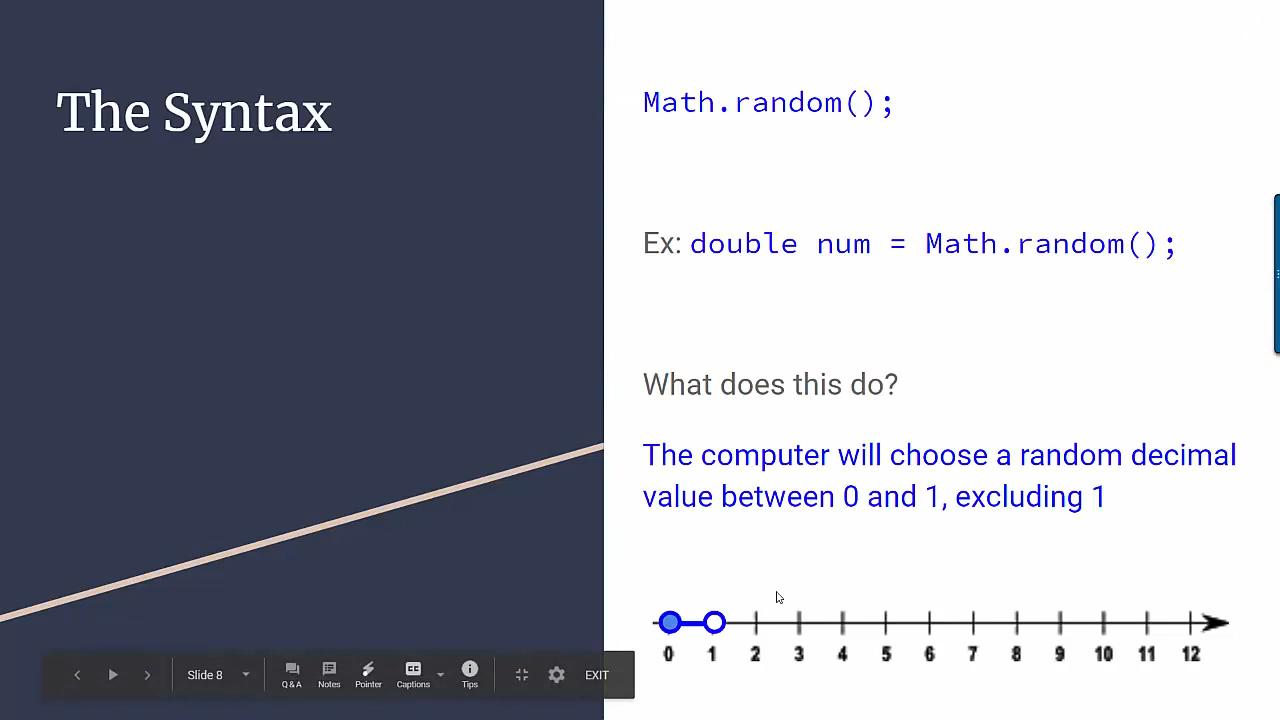 The Syntax
Math.random();
Ex: double num = Math.random();
What does this do?
The computer will choose a random decimal
value between 0 and 1, excluding 1
0 1 2 3 4 5 6 7 8 9 10 11 12
Slide 8
Q & A Notes Pointer Captions Tips EXIT
CC